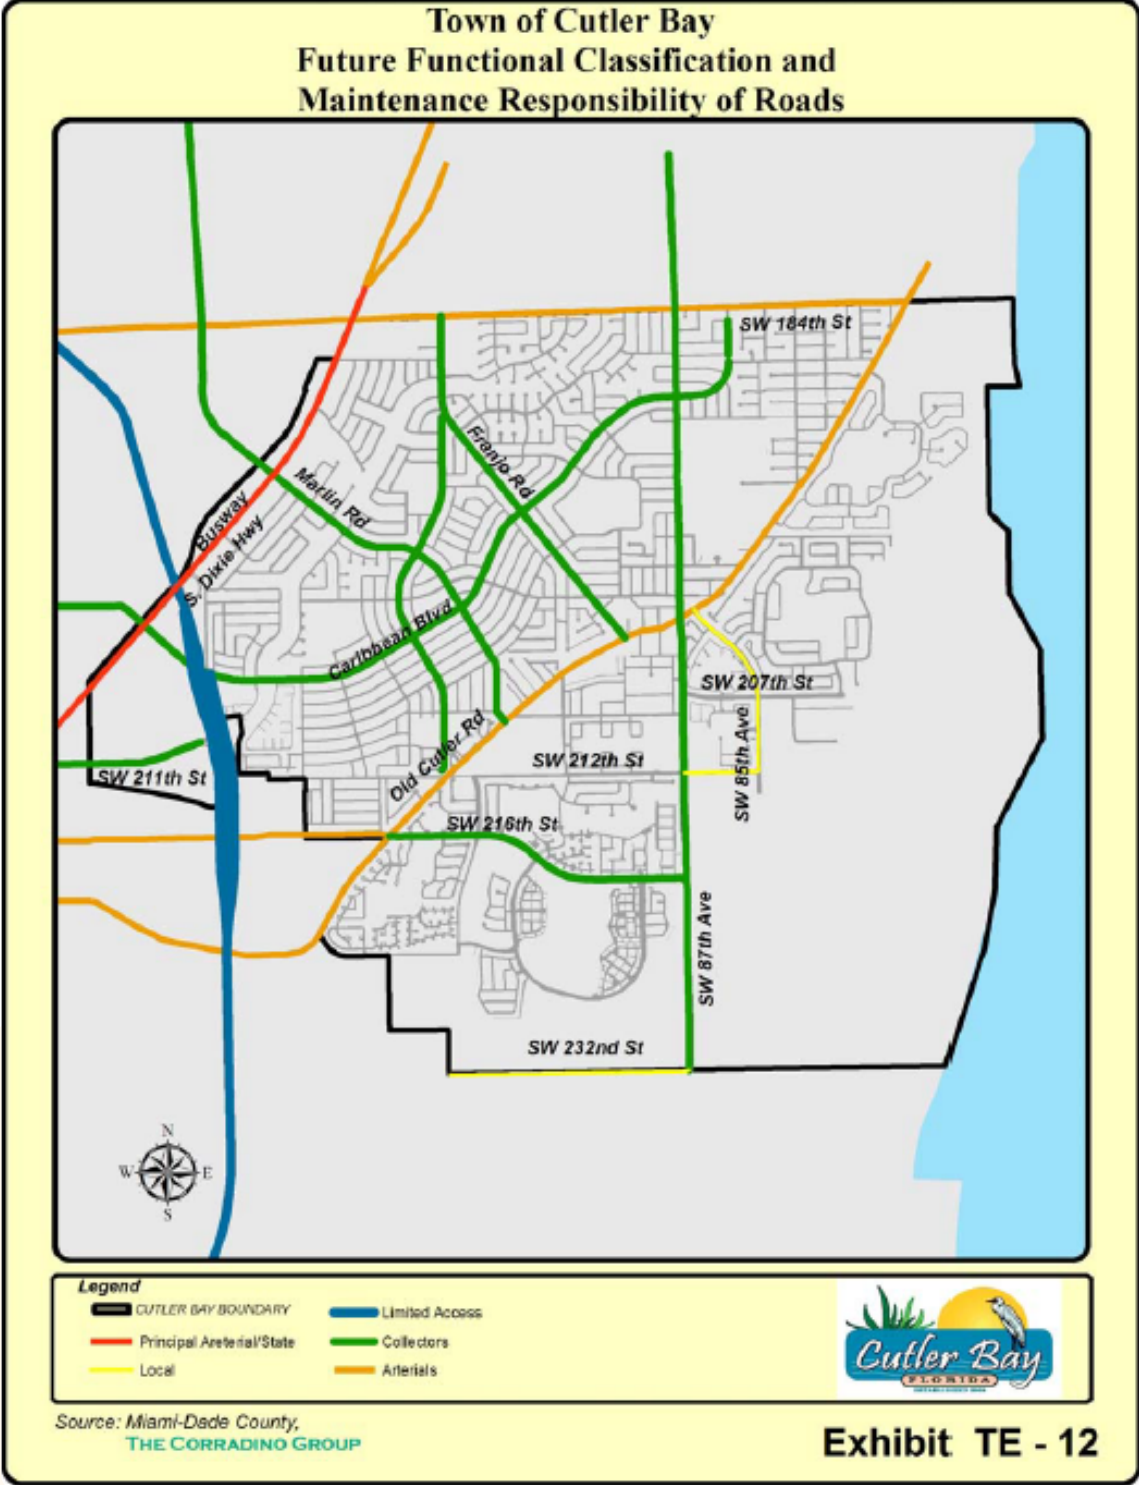 Town of Cutler Bay
Future Functional Classification and
Maintenance Responsibility of Roads
SW 184th St
Franjo Rd
Marlin Rd
Busway
S. Dixie Hwy
Caribbean Blvd
SW 207th St
Old Cutler Rd
SW 85th Ave
SW 212th St
SW 211th St
SW 216th St
SW 87th Ave
SW 232nd St
N
W E
S
Legend
CUTLER BAY BOUNDARY
Limited Access
Principal Areterial/State
Collectors
Local
Arterials
Cutler Bay
FLORIDA
Source: Miami-Dade County,
THE CORRADINO GROUP
Exhibit TE - 12